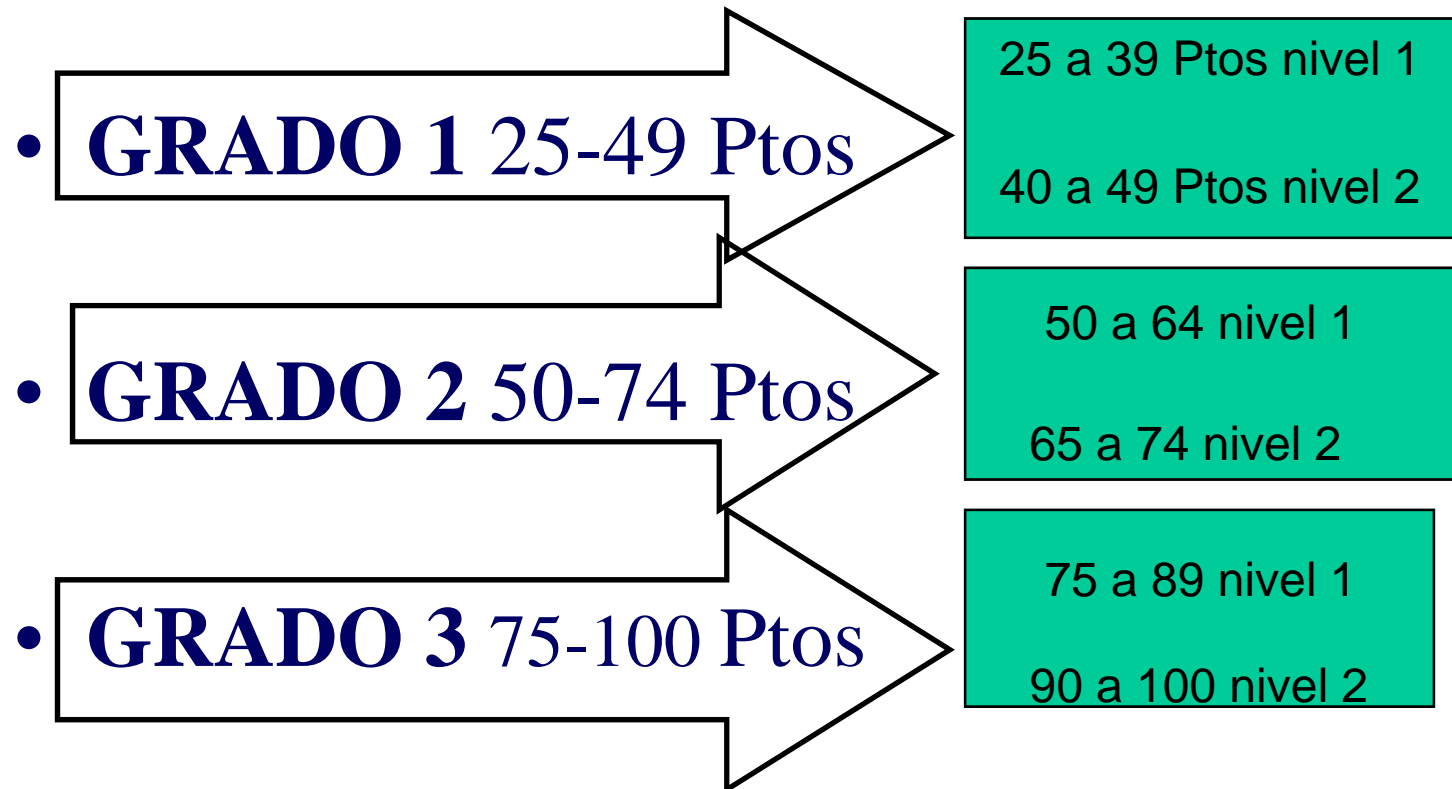 • GRADO 1 25-49 Ptos
25 a 39 Ptos nivel 1
40 a 49 Ptos nivel 2
• GRADO 2 50-74 Ptos
50 a 64 nivel 1
65 a 74 nivel 2
• GRADO 3 75-100 Ptos
75 a 89 nivel 1
90 a 100 nivel 2